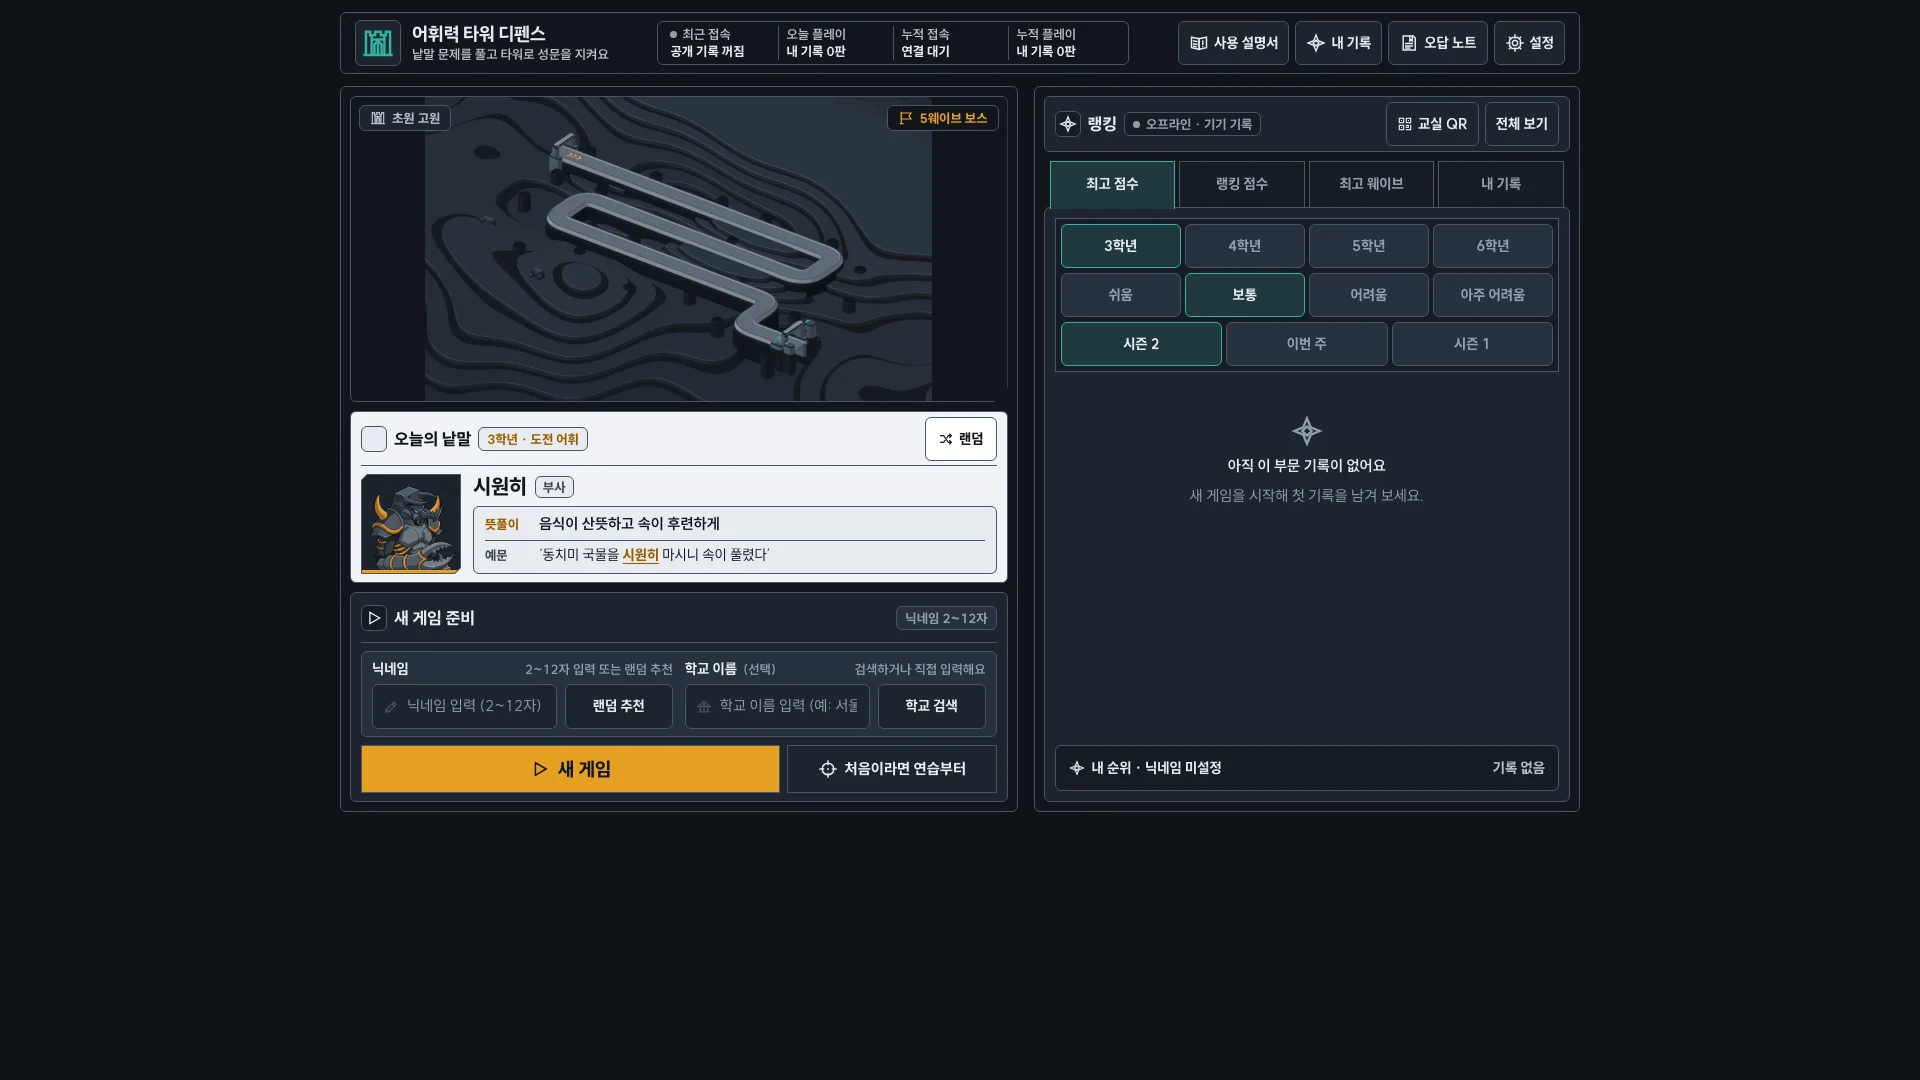 어휘력 타워 디펜스
낱말 문제를 풀고 타워로 성문을 지켜요
최근 접속
공개 기록 꺼짐
오늘 플레이
내 기록 0판
누적 접속
연결 대기
누적 플레이
내 기록 0판
사용 설명서
내 기록
오답 노트
설정
초원 고원
5웨이브 보스
오늘의 낱말
3학년 · 도전 어휘
랜덤
시원히
부사
뜻풀이
음식이 산뜻하고 속이 후련하게
예문
‘동치미 국물을 시원히 마시니 속이 풀렸다’
새 게임 준비
닉네임 2~12자
닉네임
2~12자 입력 또는 랜덤 추천
학교 이름 (선택)
검색하거나 직접 입력해요
닉네임 입력 (2~12자)
랜덤 추천
학교 이름 입력 (예: 서울
학교 검색
새 게임
처음이라면 연습부터
랭킹
오프라인 · 기기 기록
교실 QR
전체 보기
최고 점수
랭킹 점수
최고 웨이브
내 기록
3학년
4학년
5학년
6학년
쉬움
보통
어려움
아주 어려움
시즌 2
이번 주
시즌 1
아직 이 부문 기록이 없어요
새 게임을 시작해 첫 기록을 남겨 보세요.
내 순위 · 닉네임 미설정
기록 없음